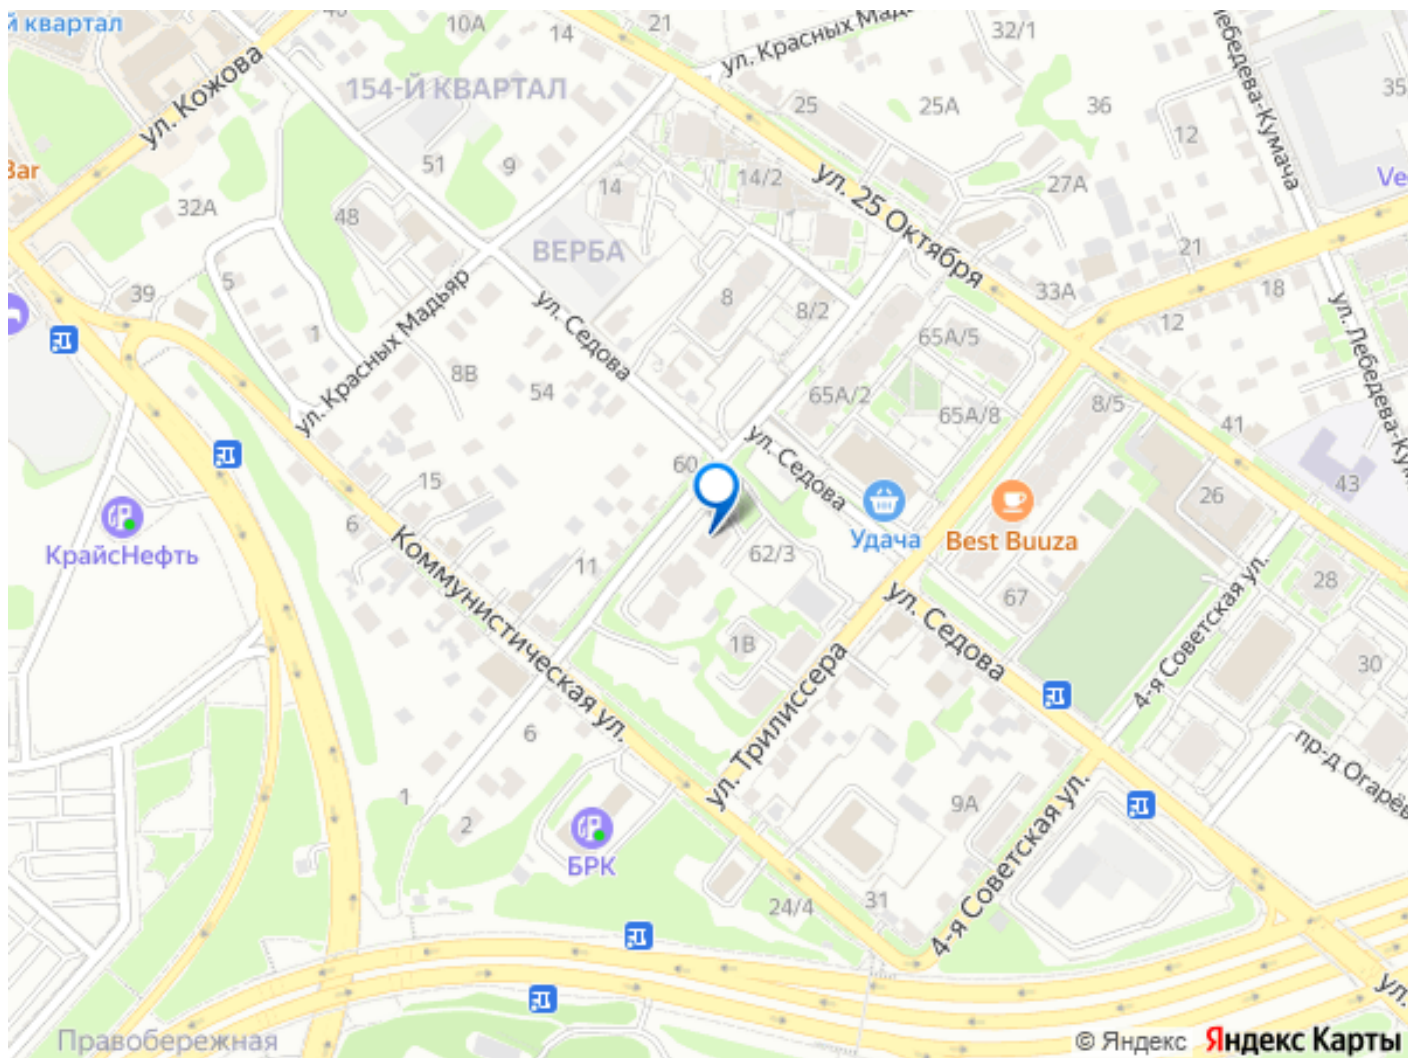 й квартал
10А
14
21
ул. Красных Мадь
32/1
ул. Кожова
154-Й КВАРТАЛ
25
25А
36
35
Лебедева-Кумача
12
51
9
Bar
32А
48
14
14/2
ул. 25 Октября
27А
Ve
ВЕРБА
21
5
39
1
ул. Красных Мадьяр
ул. Седова
8
8/2
33А
18
12
ул. Лебедева-Ку
65А/5
8В
54
65А/2
65А/8
8/5
41
15
60
ул. Седова
43
26
6
КрайсНефть
Удача
Best Buuza
62/3
11
Коммунистическая ул.
67
28
ул. Седова
4-я Советская ул.
1В
30
ул. Трилиссера
6
пр-д Огарёв
1
2
9А
4-я Советская ул.
БРК
24/4
31
ул.
Правобережная
© Яндекс Яндекс Карты